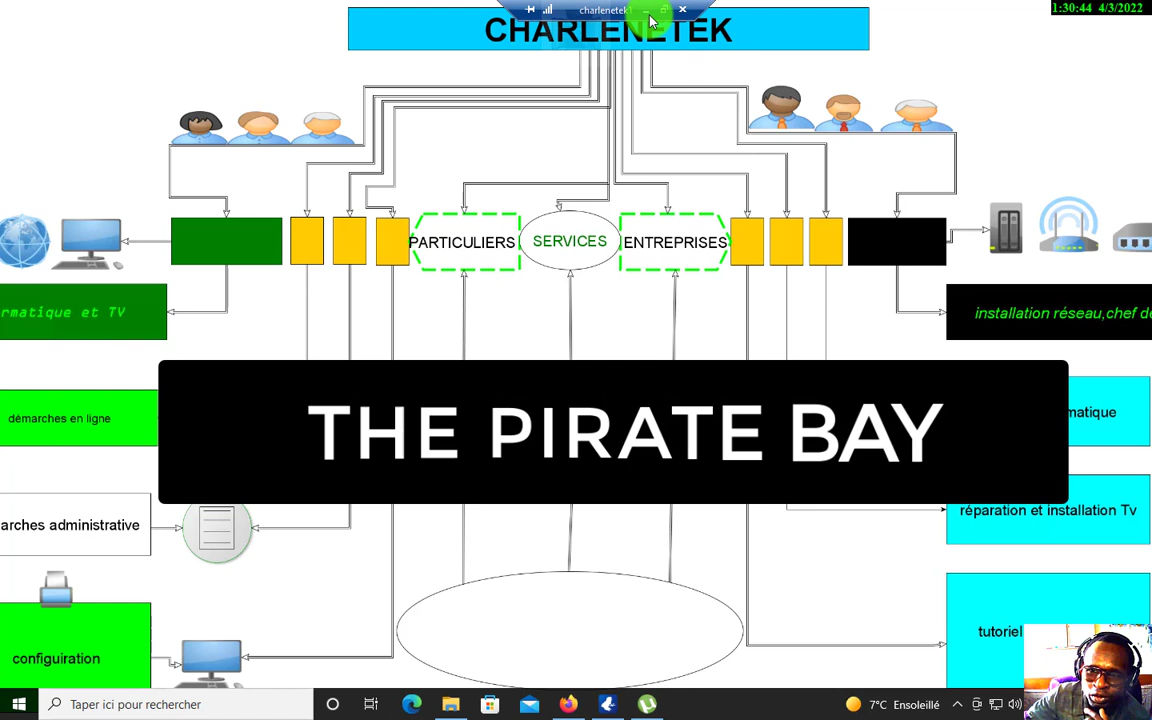 charlenetek
1:30:44 4/3/2022
CHARLENETEK
PARTICULIERS
SERVICES
ENTREPRISES
rmatique et TV
installation réseau,chef de
THE PIRATE BAY
démarches en ligne
matique
arches administrative
réparation et installation Tv
configuiration
tutoriel
Taper ici pour rechercher
7°C Ensoleillé